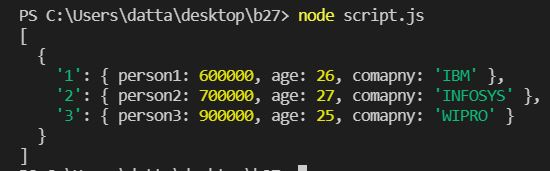 PS C:\Users\datta\desktop\b27> node script.js
[
  {
    '1': { person1: 600000, age: 26, comapny: 'IBM' },
    '2': { person2: 700000, age: 27, comapny: 'INFOSYS' },
    '3': { person3: 900000, age: 25, comapny: 'WIPRO' }
  }
]